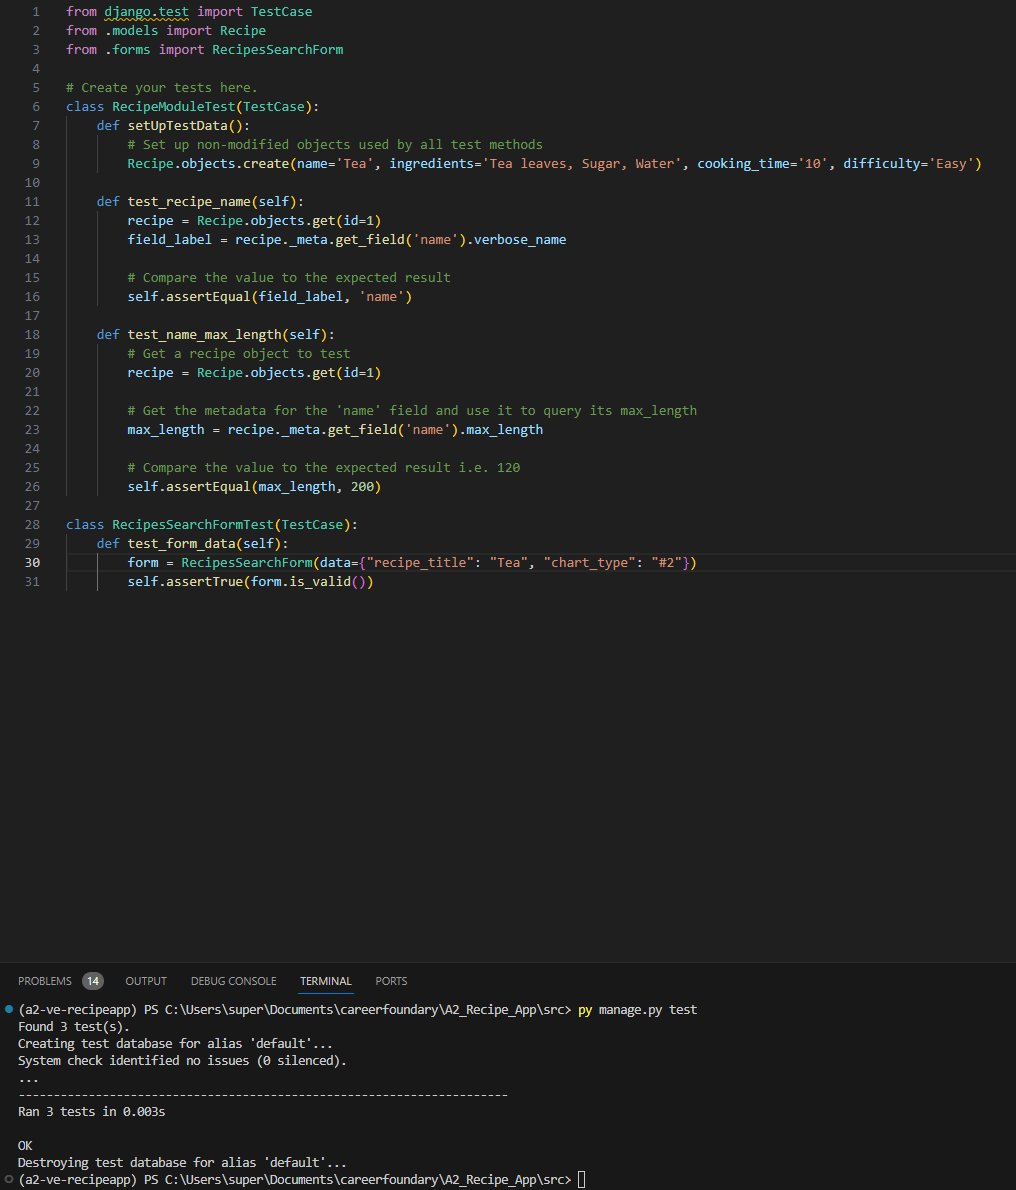 1 from django.test import TestCase
2 from .models import Recipe
3 from .forms import RecipesSearchForm
4
5 # Create your tests here.
6 class RecipeModuleTest(TestCase):
7     def setUpTestData():
8         # Set up non-modified objects used by all test methods
9         Recipe.objects.create(name='Tea', ingredients='Tea leaves, Sugar, Water', cooking_time='10', difficulty='Easy')
10
11     def test_recipe_name(self):
12         recipe = Recipe.objects.get(id=1)
13         field_label = recipe._meta.get_field('name').verbose_name
14
15         # Compare the value to the expected result
16         self.assertEqual(field_label, 'name')
17
18     def test_name_max_length(self):
19         # Get a recipe object to test
20         recipe = Recipe.objects.get(id=1)
21
22         # Get the metadata for the 'name' field and use it to query its max_length
23         max_length = recipe._meta.get_field('name').max_length
24
25         # Compare the value to the expected result i.e. 120
26         self.assertEqual(max_length, 200)
27
28 class RecipesSearchFormTest(TestCase):
29     def test_form_data(self):
30         form = RecipesSearchForm(data={"recipe_title": "Tea", "chart_type": "#2"})
31         self.assertTrue(form.is_valid())
PROBLEMS 14 OUTPUT DEBUG CONSOLE TERMINAL PORTS
(a2-ve-recipeapp) PS C:\Users\super\Documents\careerfoundary\A2_Recipe_App\src> py manage.py test
Found 3 test(s).
Creating test database for alias 'default'...
System check identified no issues (0 silenced).
...
----------------------------------------------------------------------
Ran 3 tests in 0.003s

OK
Destroying test database for alias 'default'...
(a2-ve-recipeapp) PS C:\Users\super\Documents\careerfoundary\A2_Recipe_App\src>